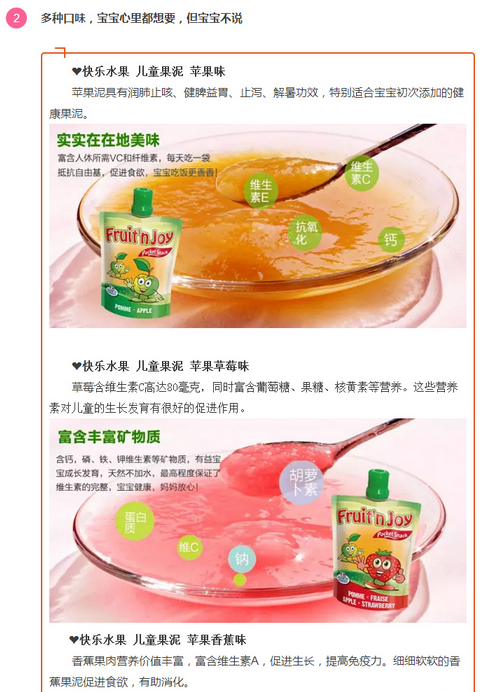 2 多种口味，宝宝心里都想要，但宝宝不说
♥快乐水果 儿童果泥 苹果味
苹果泥具有润肺止咳、健脾益胃、止泻、解暑功效，特别适合宝宝初次添加的健
康果泥。
实实在在地美味
富含人体所需VC和纤维素，每天吃一袋
抵抗自由基，促进食欲，宝宝吃饭更香香！
维生
素E
维生
素C
抗氧
化
钙
Fruit'n Joy
Pocket Snack
POMME - APPLE
♥快乐水果 儿童果泥 苹果草莓味
草莓含维生素C高达80毫克，同时富含葡萄糖、果糖、核黄素等营养。这些营养
素对儿童的生长发育有很好的促进作用。
富含丰富矿物质
含钙，磷、铁、钾维生素等矿物质，有益宝
宝成长发育，天然不加水，最高程度保证了
维生素的完整，宝宝健康，妈妈放心！
胡萝
卜素
蛋白
质
维C
钠
Fruit'n Joy
Pocket Snack
POMME - FRAISE
APPLE - STRAWBERRY
♥快乐水果 儿童果泥 苹果香蕉味
香蕉果肉营养价值丰富，富含维生素A，促进生长，提高免疫力。细细软软的香
蕉果泥促进食欲，有助消化。